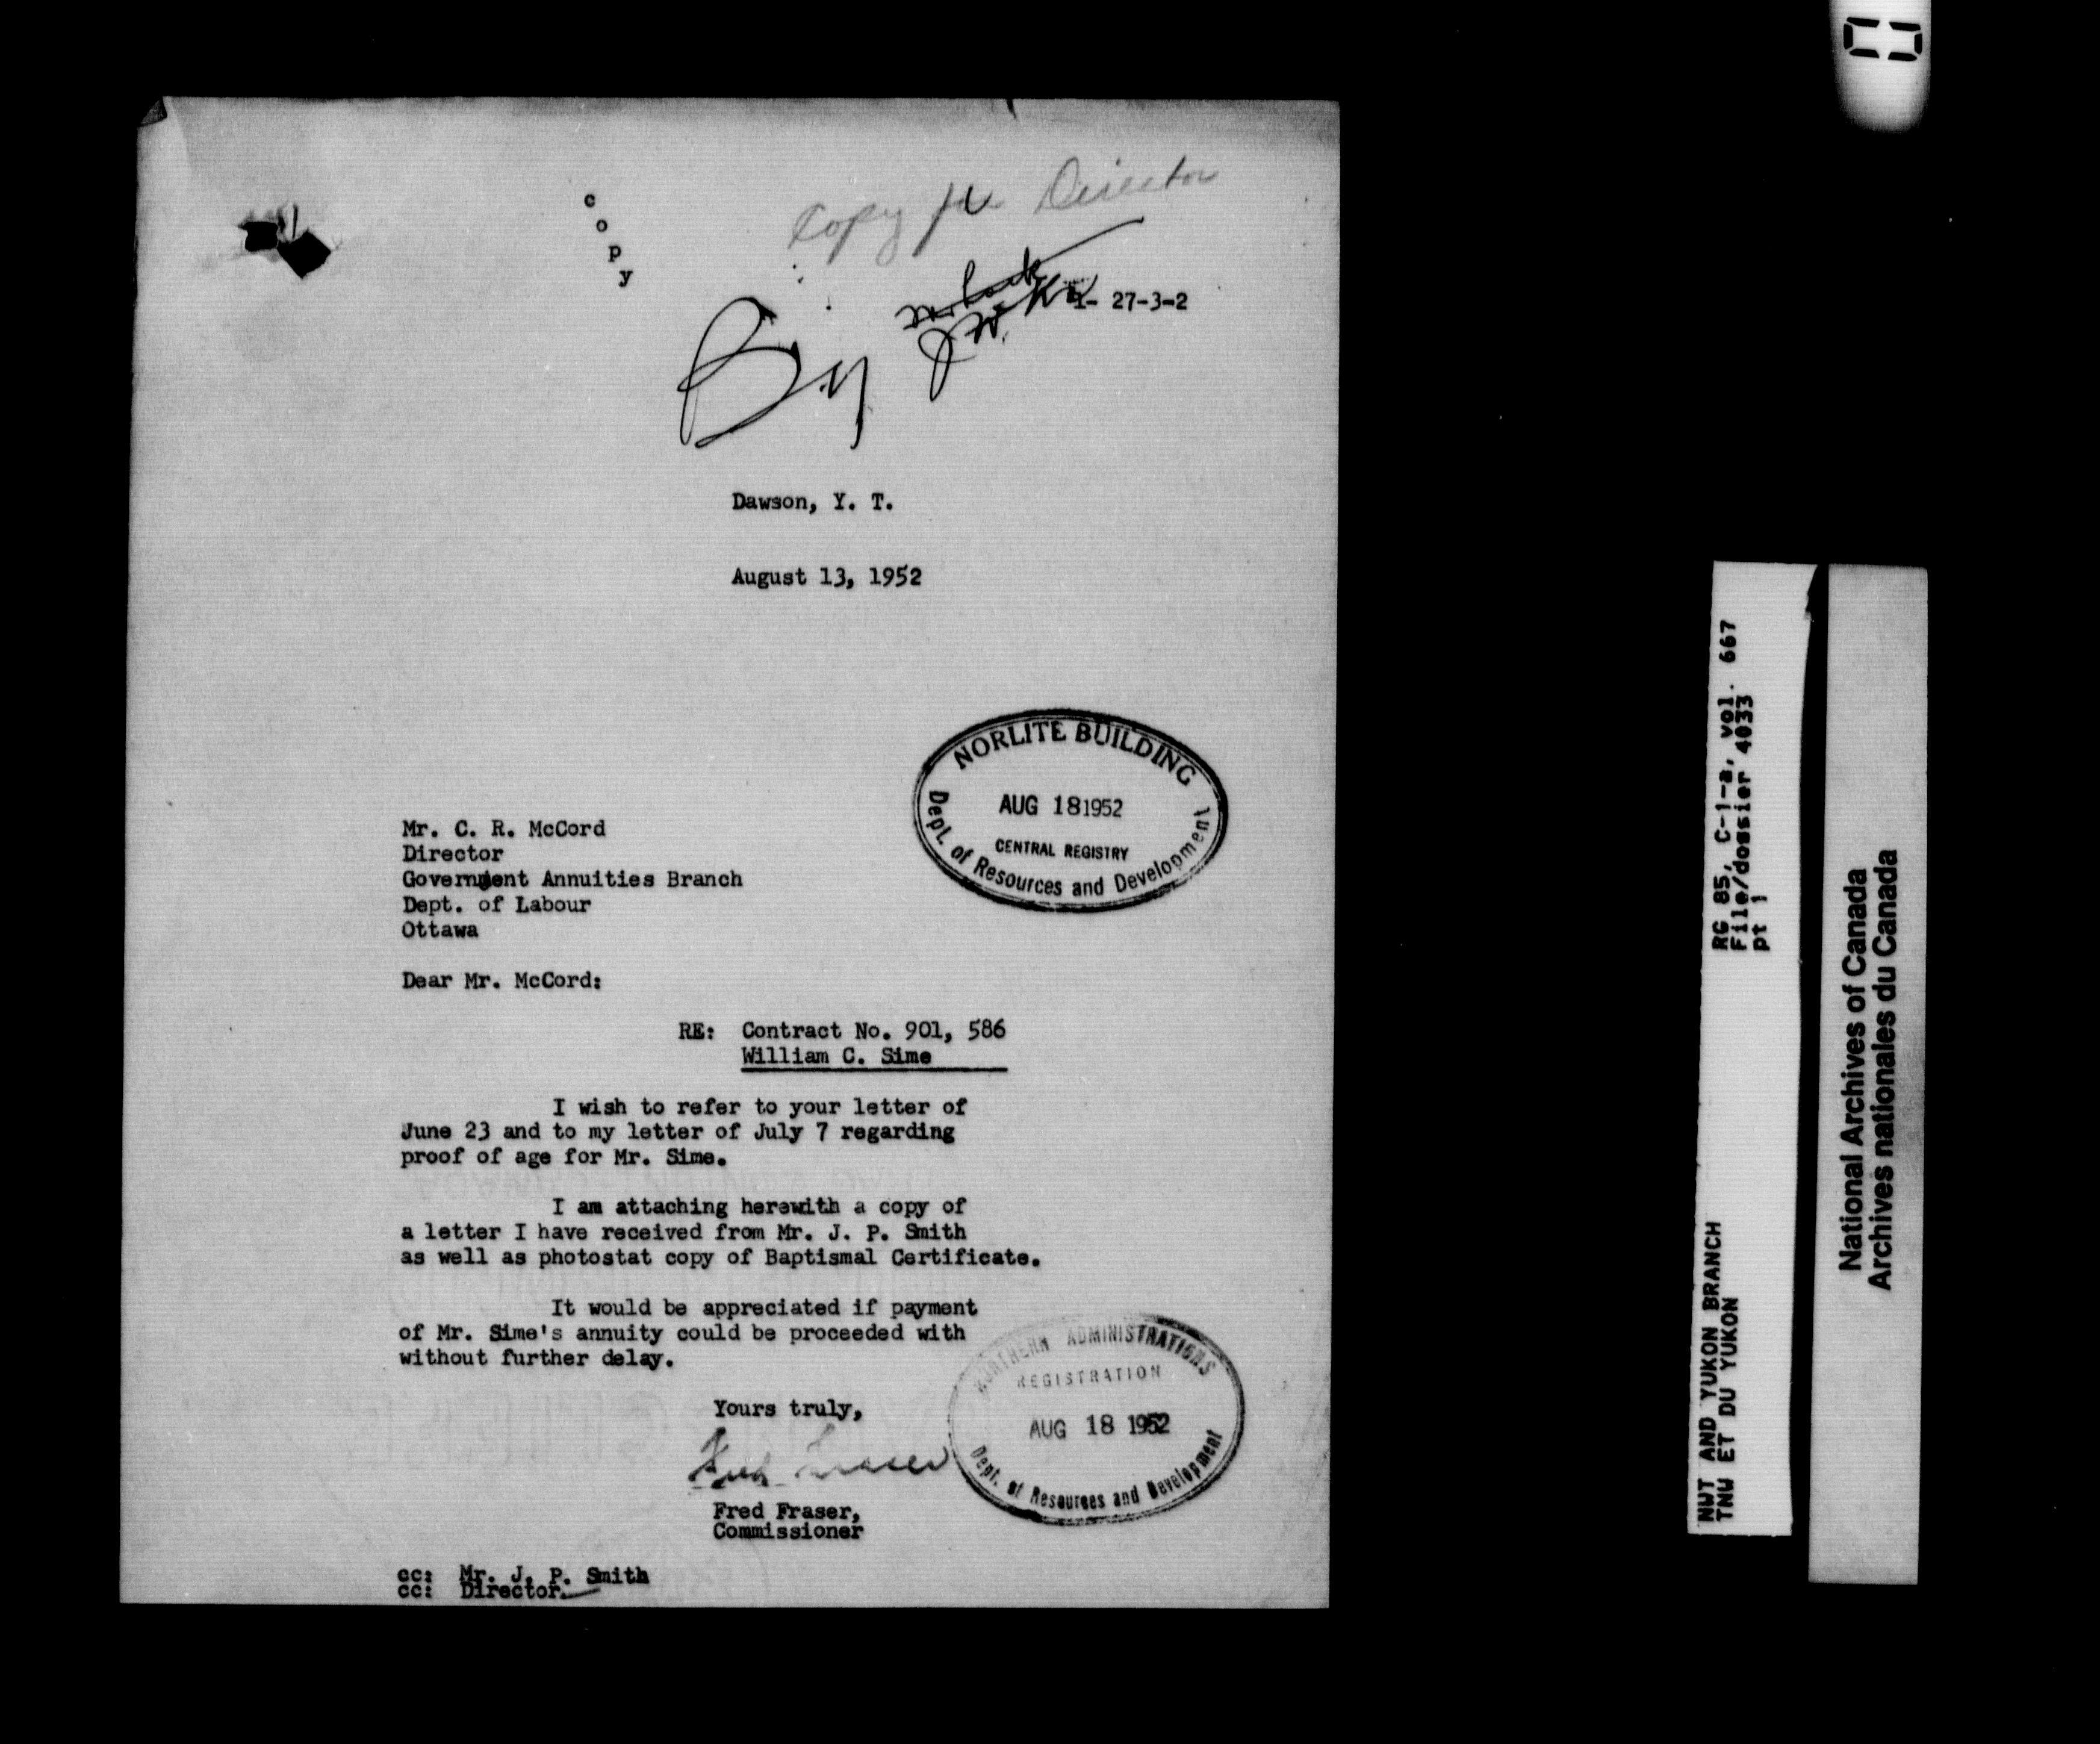 c
o
p
y
Copy for Director
1- 27-3-2
Dawson, Y. T.
August 13, 1952
NORLITE BUILDING
AUG 18 1952
CENTRAL REGISTRY
Dept. of Resources and Development
Mr. C. R. McCord
Director
Government Annuities Branch
Dept. of Labour
Ottawa
Dear Mr. McCord:
RE: Contract No. 901, 586
William C. Sime
I wish to refer to your letter of
June 23 and to my letter of July 7 regarding
proof of age for Mr. Sime.
I am attaching herewith a copy of
a letter I have received from Mr. J. P. Smith
as well as photostat copy of Baptismal Certificate.
It would be appreciated if payment
of Mr. Sime's annuity could be proceeded with
without further delay.
Yours truly,
Fred Fraser
Fred Fraser,
Commissioner
NORTHERN ADMINISTRATIONS
REGISTRATION
AUG 18 1952
Dept. of Resources and Development
cc: Mr. J. P. Smith
cc: Director
RG 85, C-1-a, vol. 667
File/dossier 4033
pt 1
NWT AND YUKON BRANCH
TNW ET DU YUKON
National Archives of Canada
Archives nationales du Canada